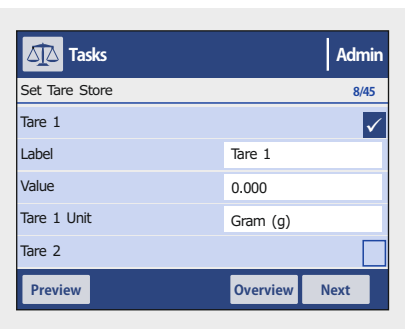 Tasks Admin
Set Tare Store 8/45
Tare 1
Label Tare 1
Value 0.000
Tare 1 Unit Gram (g)
Tare 2
Preview Overview Next